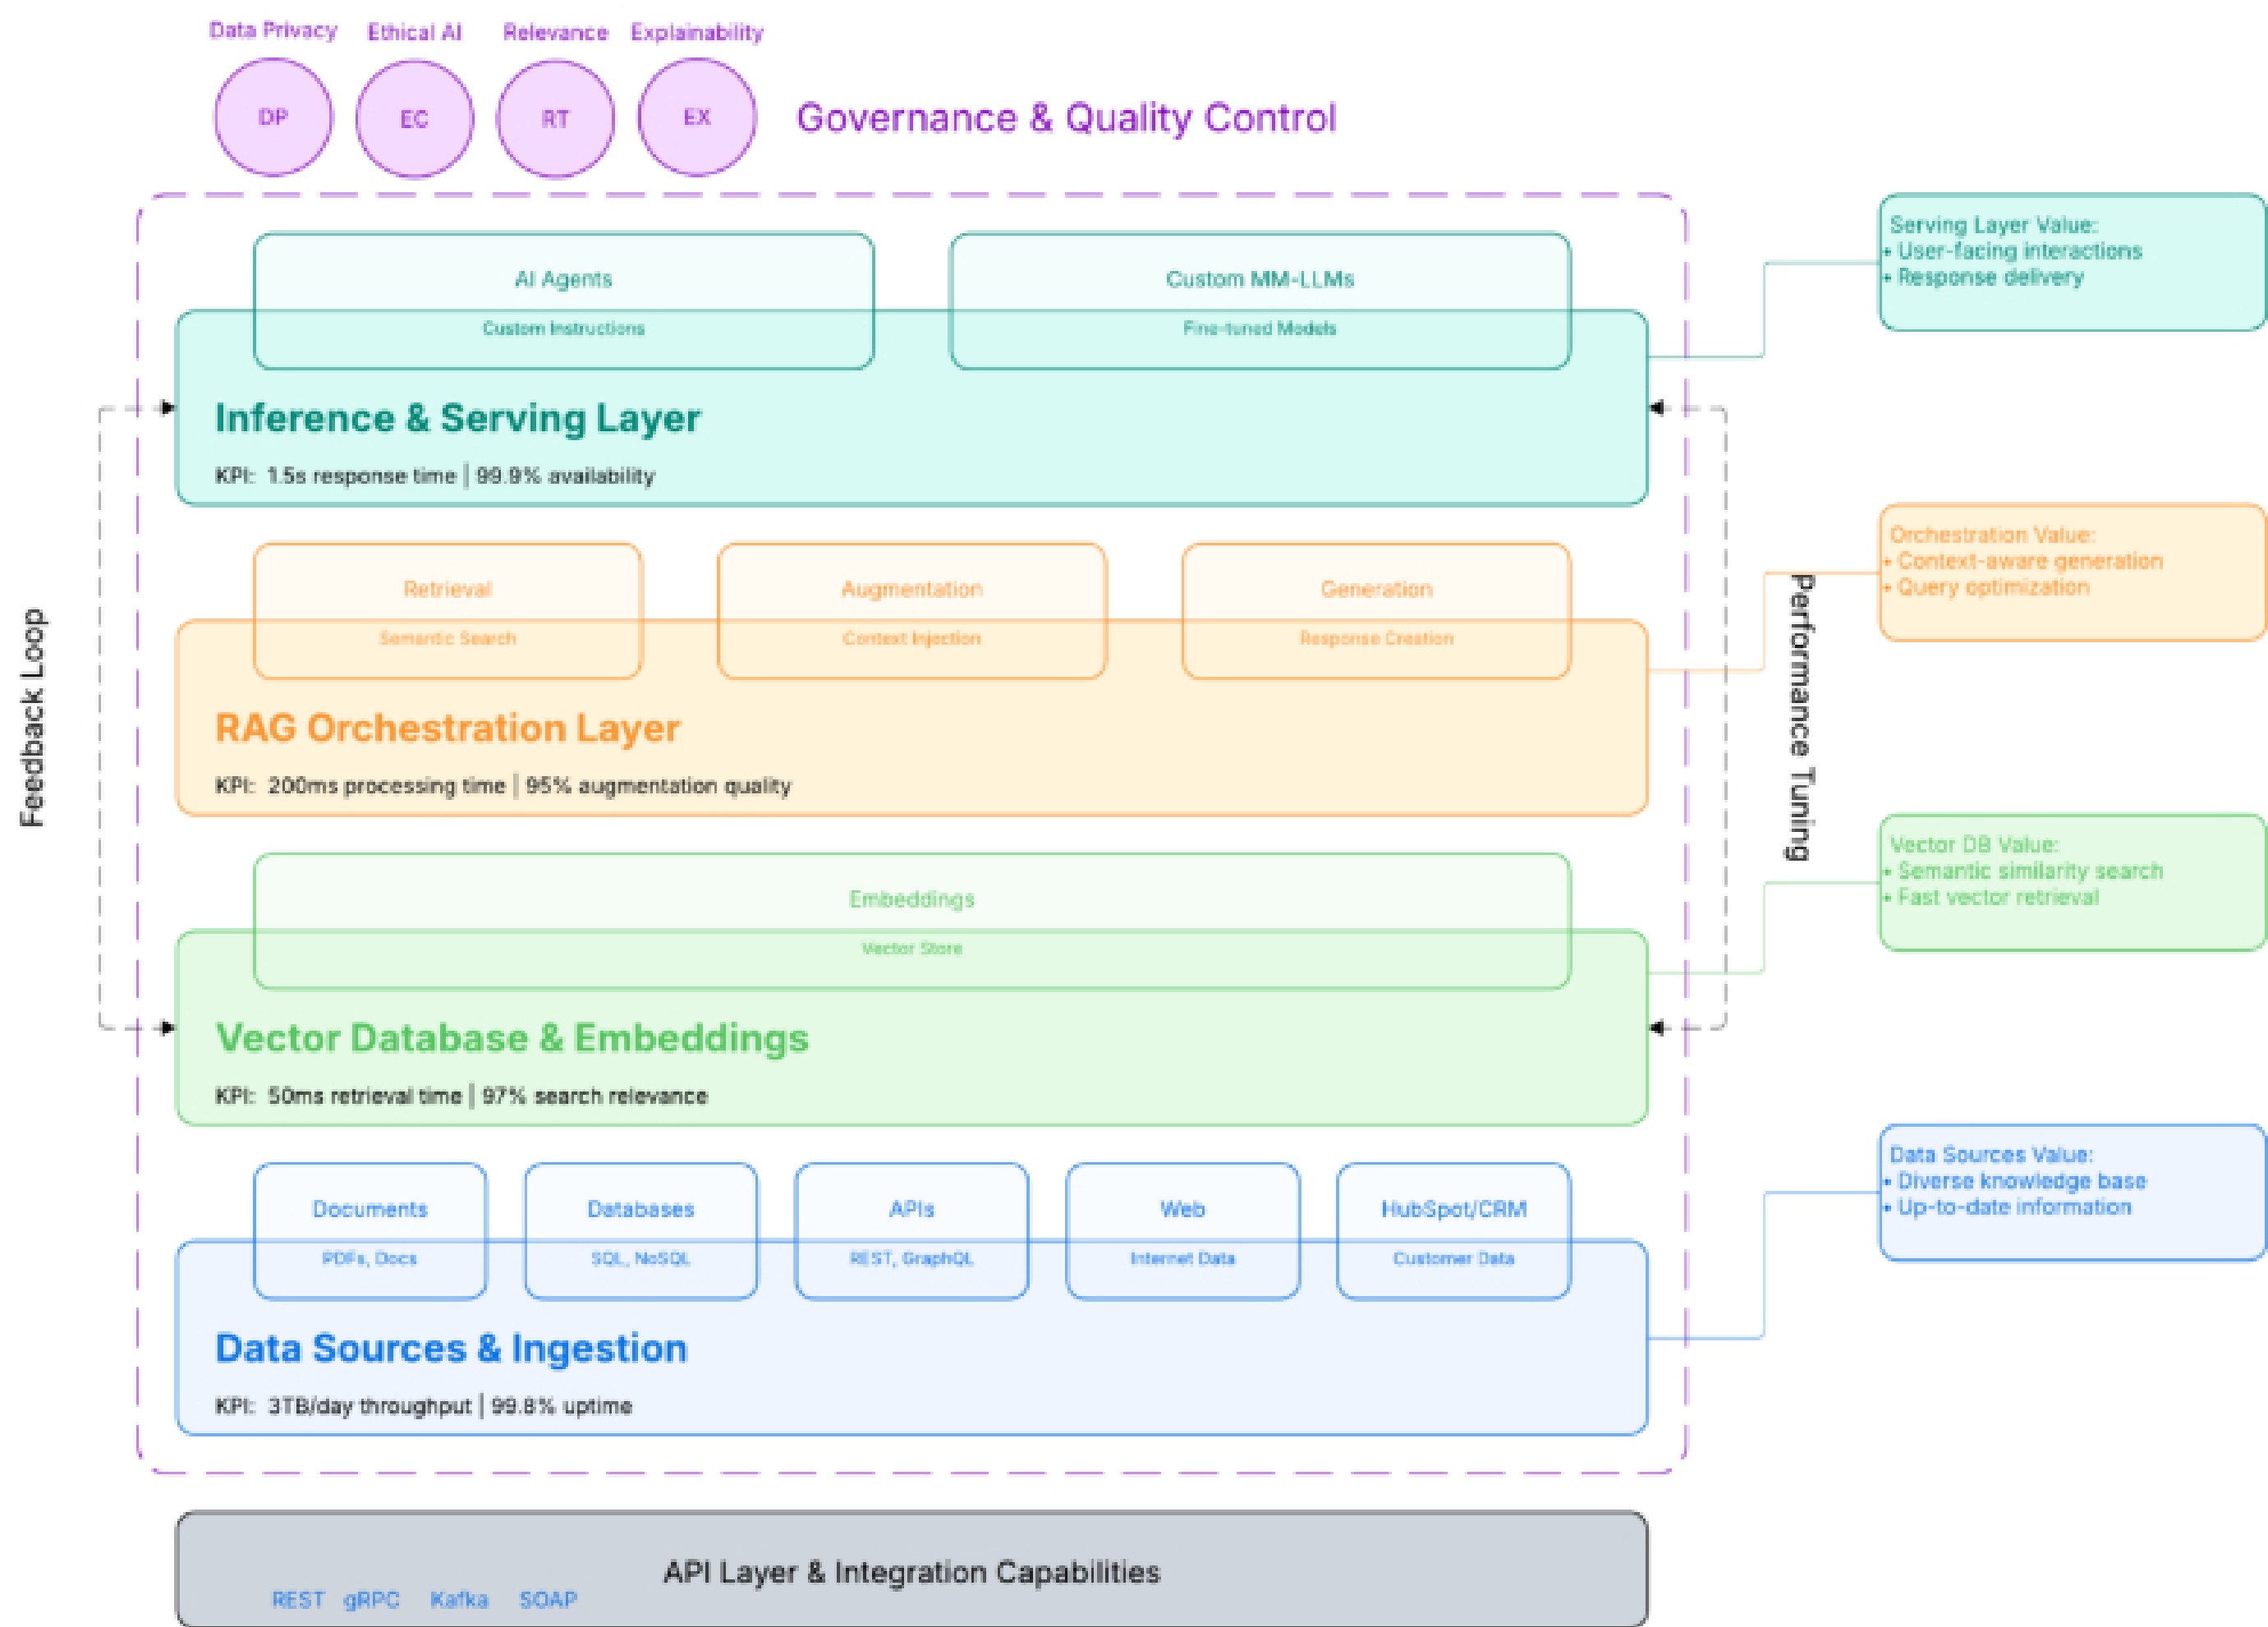 Data Privacy
Ethical AI
Relevance
Explainability
DP
EC
RT
EX
Governance & Quality Control
AI Agents
Custom Instructions
Custom MM-LLMs
Fine-tuned Models
Inference & Serving Layer
KPI: 1.5s response time | 99.9% availability
Serving Layer Value:
• User-facing interactions
• Response delivery
Retrieval
Semantic Search
Augmentation
Context Injection
Generation
Response Creation
RAG Orchestration Layer
KPI: 200ms processing time | 95% augmentation quality
Orchestration Value:
• Context-aware generation
• Query optimization
Feedback Loop
Performance Tuning
Embeddings
Vector Store
Vector Database & Embeddings
KPI: 50ms retrieval time | 97% search relevance
Vector DB Value:
• Semantic similarity search
• Fast vector retrieval
Documents
PDFs, Docs
Databases
SQL, NoSQL
APIs
REST, GraphQL
Web
Internet Data
HubSpot/CRM
Customer Data
Data Sources & Ingestion
KPI: 3TB/day throughput | 99.8% uptime
Data Sources Value:
• Diverse knowledge base
• Up-to-date information
API Layer & Integration Capabilities
REST gRPC Kafka SOAP